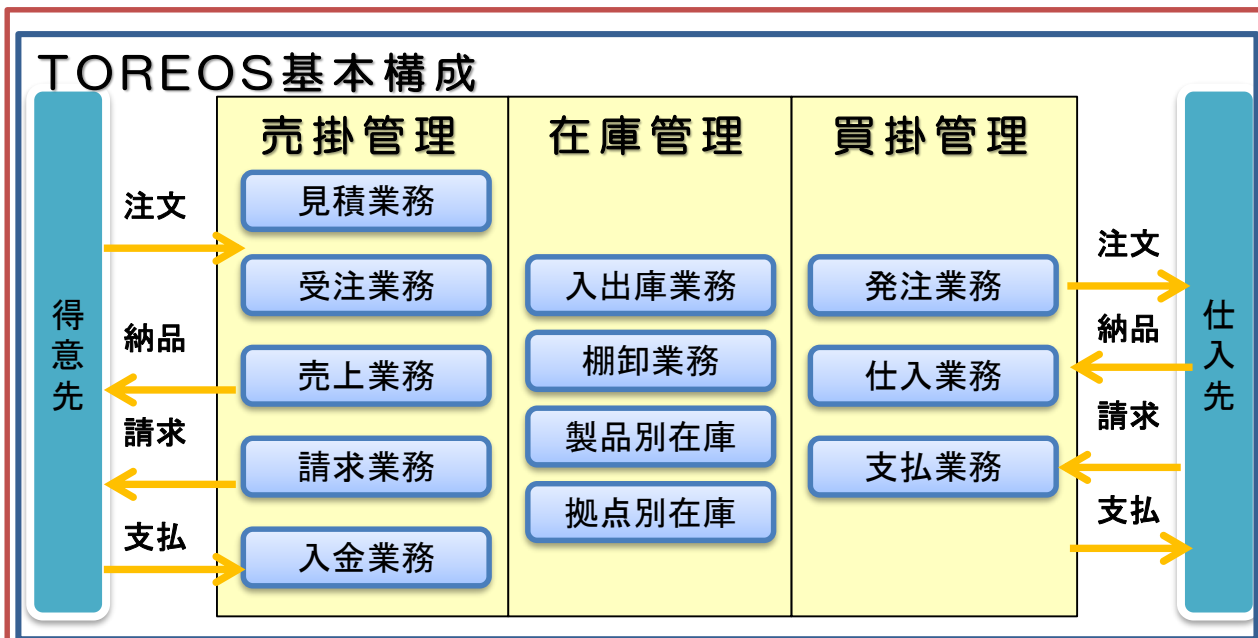 TOREOS基本構成
得意先
注文
納品
請求
支払
売掛管理
見積業務
受注業務
売上業務
請求業務
入金業務
在庫管理
入出庫業務
棚卸業務
製品別在庫
拠点別在庫
買掛管理
発注業務
仕入業務
支払業務
注文
納品
請求
支払
仕入先